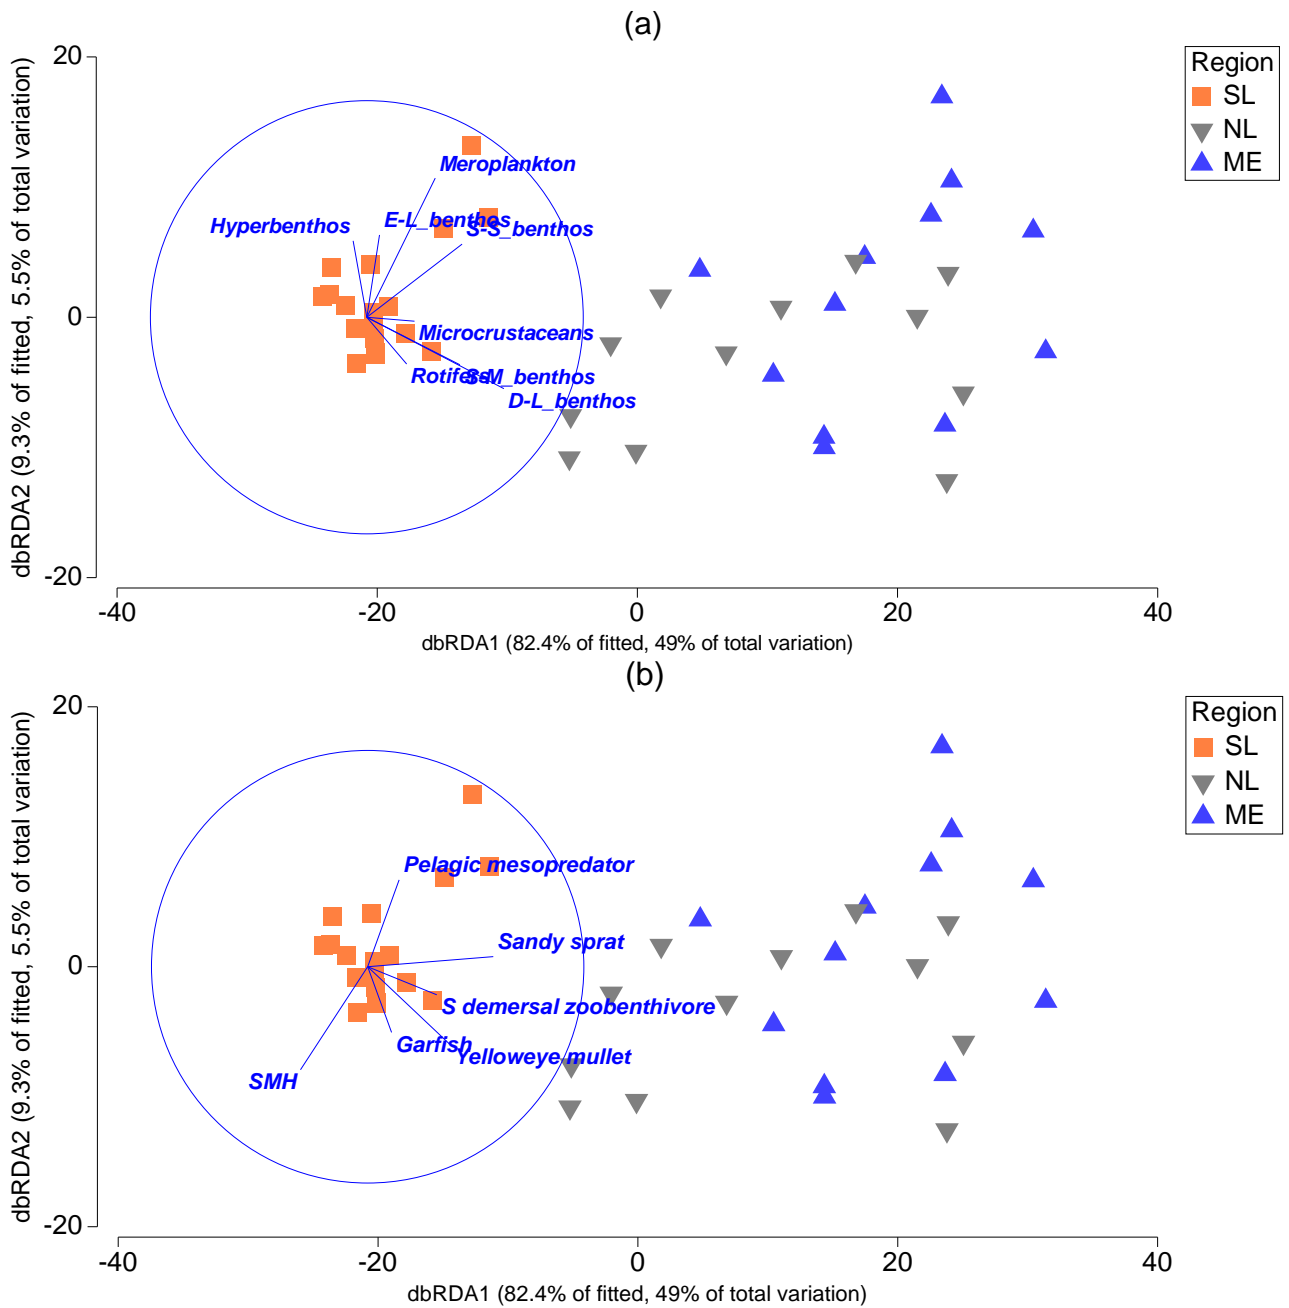 (a)
20
0
-20
dbRDA2 (9.3% of fitted, 5.5% of total variation)
Region
SL
NL
ME
Meroplankton
Hyperbenthos
E-L_benthos
S-S_benthos
Microcrustaceans
Rotifers
S-M_benthos
D-L_benthos
-40 -20 0 20 40
dbRDA1 (82.4% of fitted, 49% of total variation)
(b)
20
0
-20
dbRDA2 (9.3% of fitted, 5.5% of total variation)
Region
SL
NL
ME
Pelagic mesopredator
Sandy sprat
S demersal zoobenthivore
Garfish
Yelloweye mullet
SMH
-40 -20 0 20 40
dbRDA1 (82.4% of fitted, 49% of total variation)